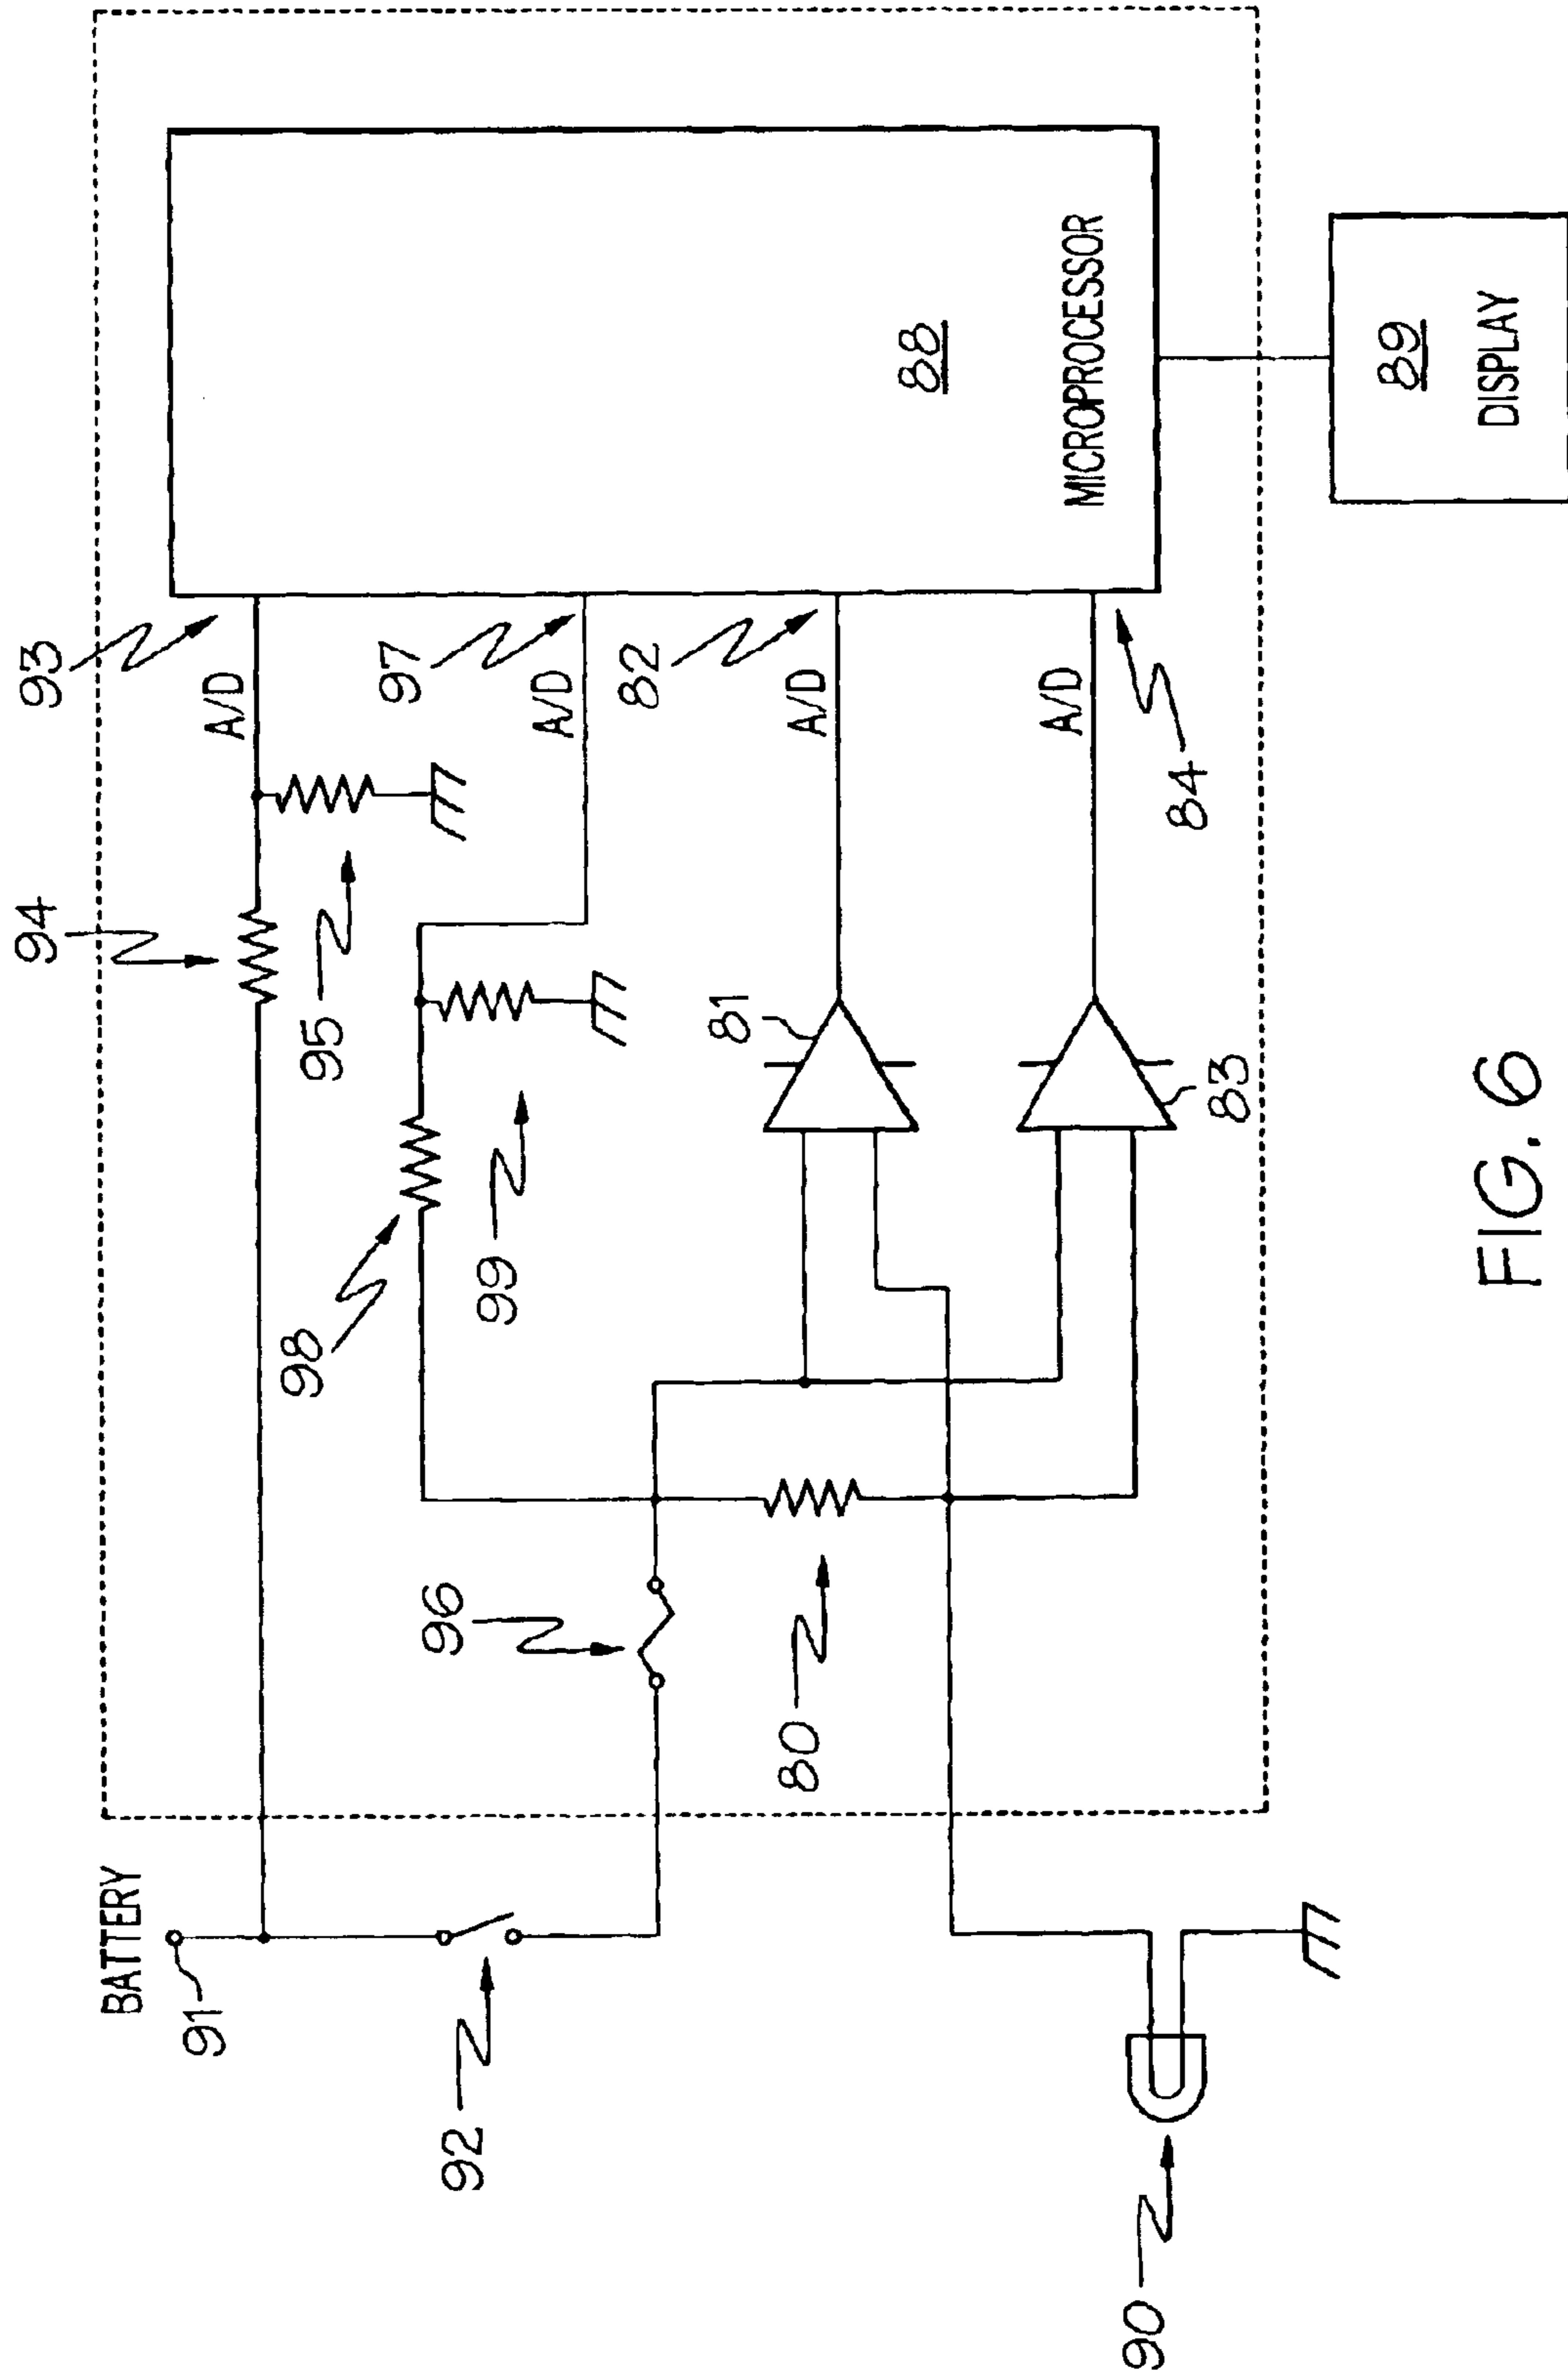 BATTERY
91
92
90
94
93
A/D
95
98
97
A/D
99
96
82
A/D
81
80
84
A/D
83
88
MICROPROCESSOR
89
DISPLAY
FIG. 6